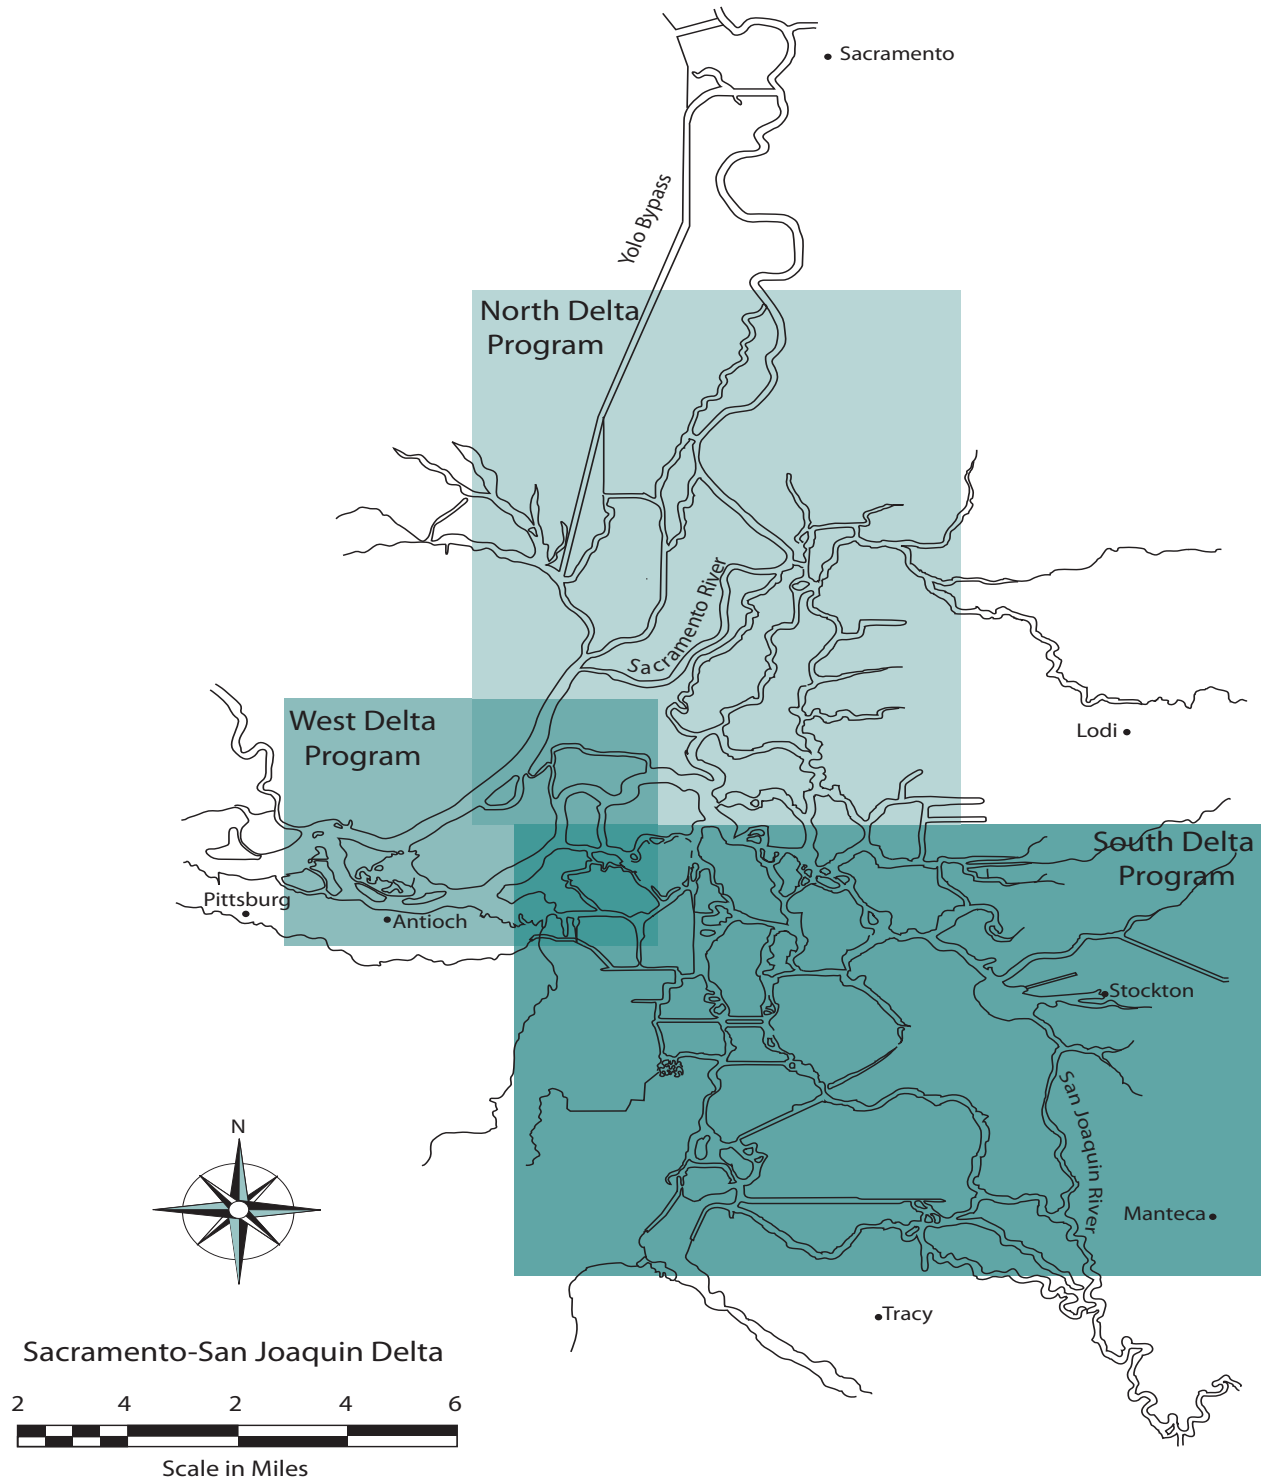 Sacramento
Yolo Bypass
North Delta
Program
Sacramento River
West Delta
Program
Lodi
South Delta
Program
Pittsburg
Antioch
Stockton
San Joaquin River
N
Manteca
Tracy
Sacramento-San Joaquin Delta
2 4 2 4 6
Scale in Miles